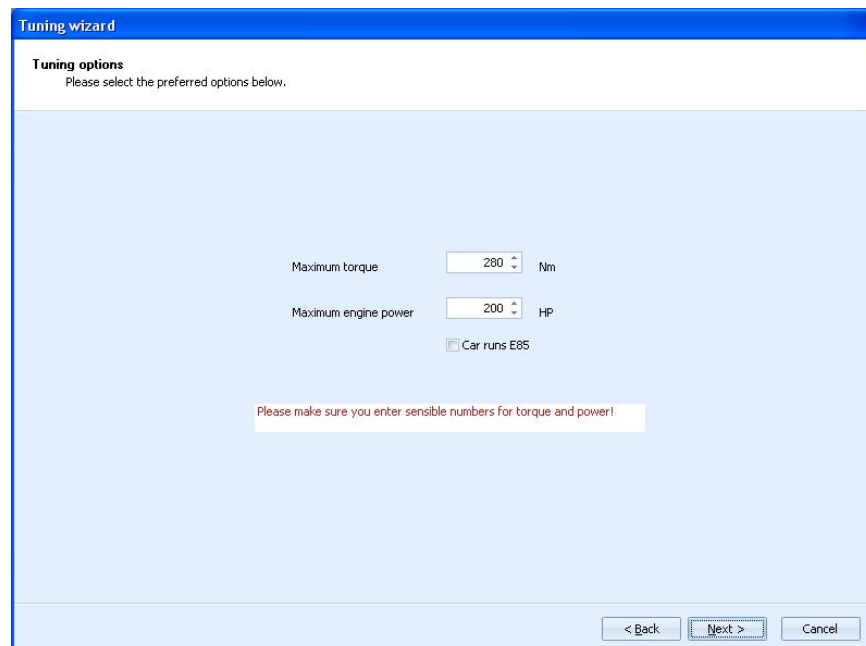 Tuning wizard
Tuning options
Please select the preferred options below.
Maximum torque 280 Nm
Maximum engine power 200 HP
Car runs E85
Please make sure you enter sensible numbers for torque and power!
< Back Next > Cancel